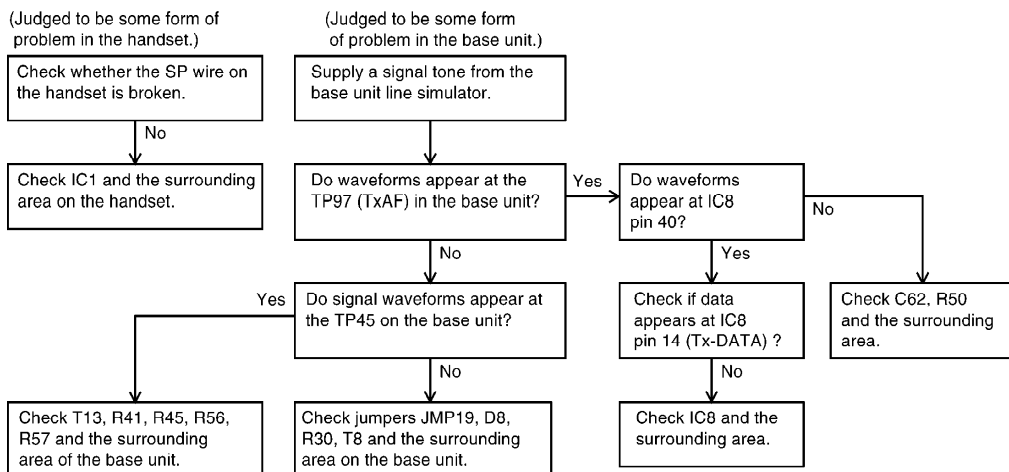 (Judged to be some form of
problem in the handset.)
(Judged to be some form
of problem in the base unit.)
Check whether the SP wire on
the handset is broken.
Supply a signal tone from the
base unit line simulator.
No
Check IC1 and the surrounding
area on the handset.
Do waveforms appear at the
TP97 (TxAF) in the base unit?
Yes
Do waveforms
appear at IC8
pin 40?
No
No
Yes
Yes
Do signal waveforms appear at
the TP45 on the base unit?
Check if data
appears at IC8
pin 14 (Tx-DATA) ?
Check C62, R50
and the surrounding
area.
No
No
Check T13, R41, R45, R56,
R57 and the surrounding
area of the base unit.
Check jumpers JMP19, D8,
R30, T8 and the surrounding
area on the base unit.
Check IC8 and the
surrounding area.